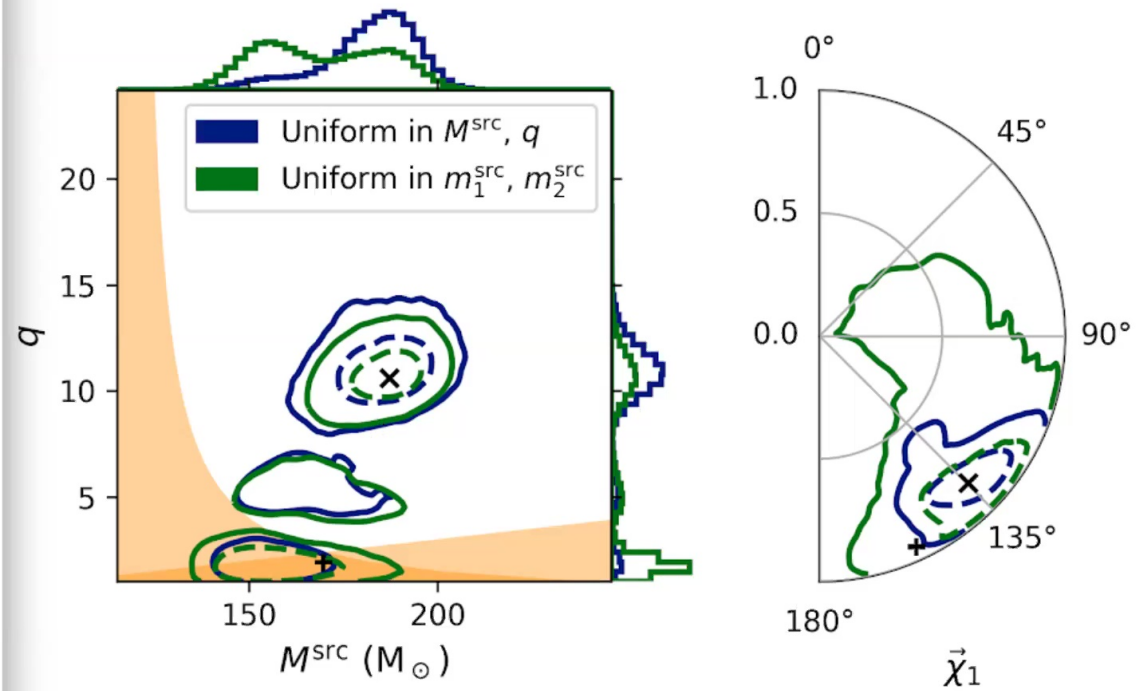 Uniform in M^src, q
Uniform in m_1^src, m_2^src
20
15
10
5
q
150
200
M^src (M_⊙)
0°
1.0
45°
0.5
0.0
90°
135°
180°
χ⃗_1